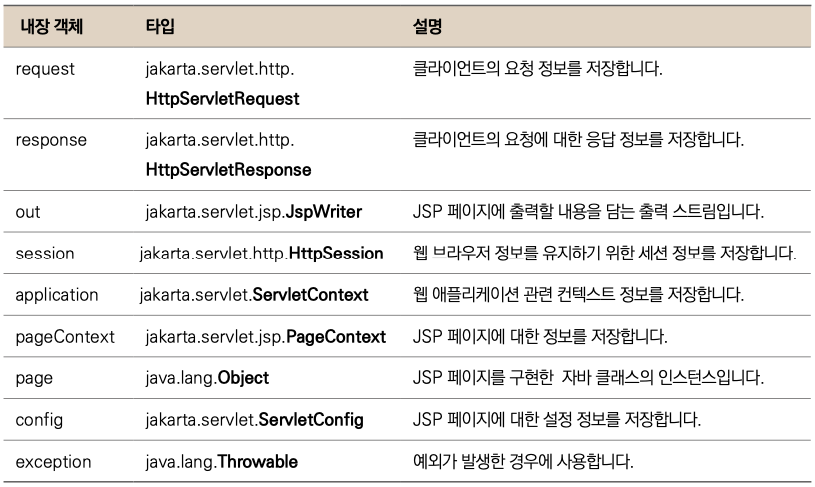 내장 객체 타입 설명
request jakarta.servlet.http. 클라이언트의 요청 정보를 저장합니다.
HttpServletRequest
response jakarta.servlet.http. 클라이언트의 요청에 대한 응답 정보를 저장합니다.
HttpServletResponse
out jakarta.servlet.jsp.JspWriter JSP 페이지에 출력할 내용을 담는 출력 스트림입니다.
session jakarta.servlet.http.HttpSession 웹 브라우저 정보를 유지하기 위한 세션 정보를 저장합니다.
application jakarta.servlet.ServletContext 웹 애플리케이션 관련 컨텍스트 정보를 저장합니다.
pageContext jakarta.servlet.jsp.PageContext JSP 페이지에 대한 정보를 저장합니다.
page java.lang.Object JSP 페이지를 구현한 자바 클래스의 인스턴스입니다.
config jakarta.servlet.ServletConfig JSP 페이지에 대한 설정 정보를 저장합니다.
exception java.lang.Throwable 예외가 발생한 경우에 사용합니다.